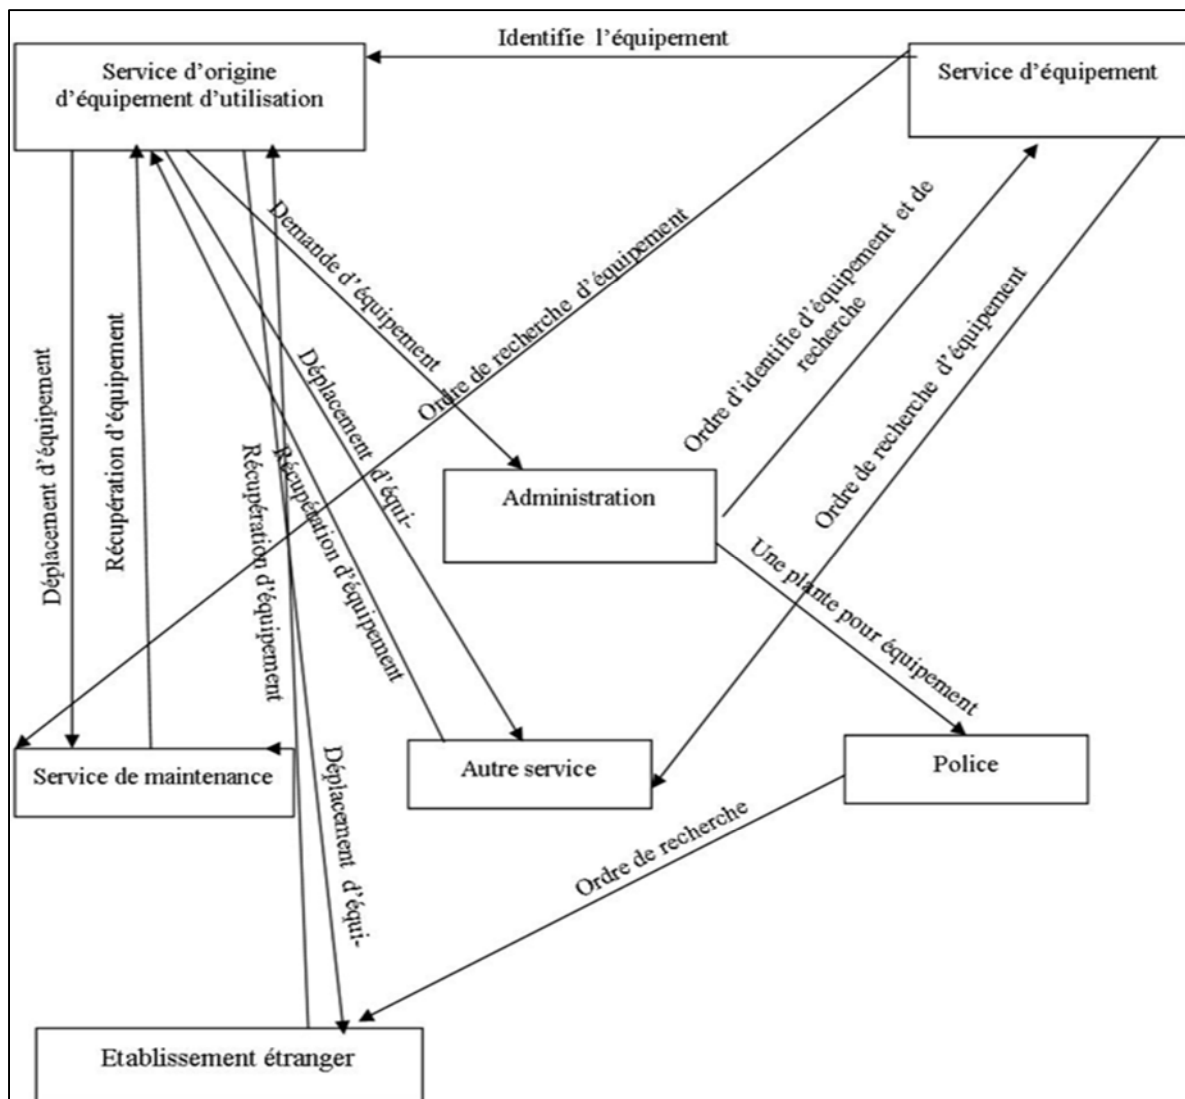 Identifie l'équipement
Service d'origine
d'équipement d'utilisation
Service d'équipement
Demande d'équipement
Ordre de recherche d'équipement
Ordre d'identifie d'équipement et de
recherche
Ordre de recherche d'équipement
Déplacement d'équipement
Récupération d'équipement
Déplacement d'équi-
Récupération d'équipement
Récupération d'équipement
Administration
Une plante pour équipement
Service de maintenance
Autre service
Police
Déplacement d'équi-
Ordre de recherche
Etablissement étranger